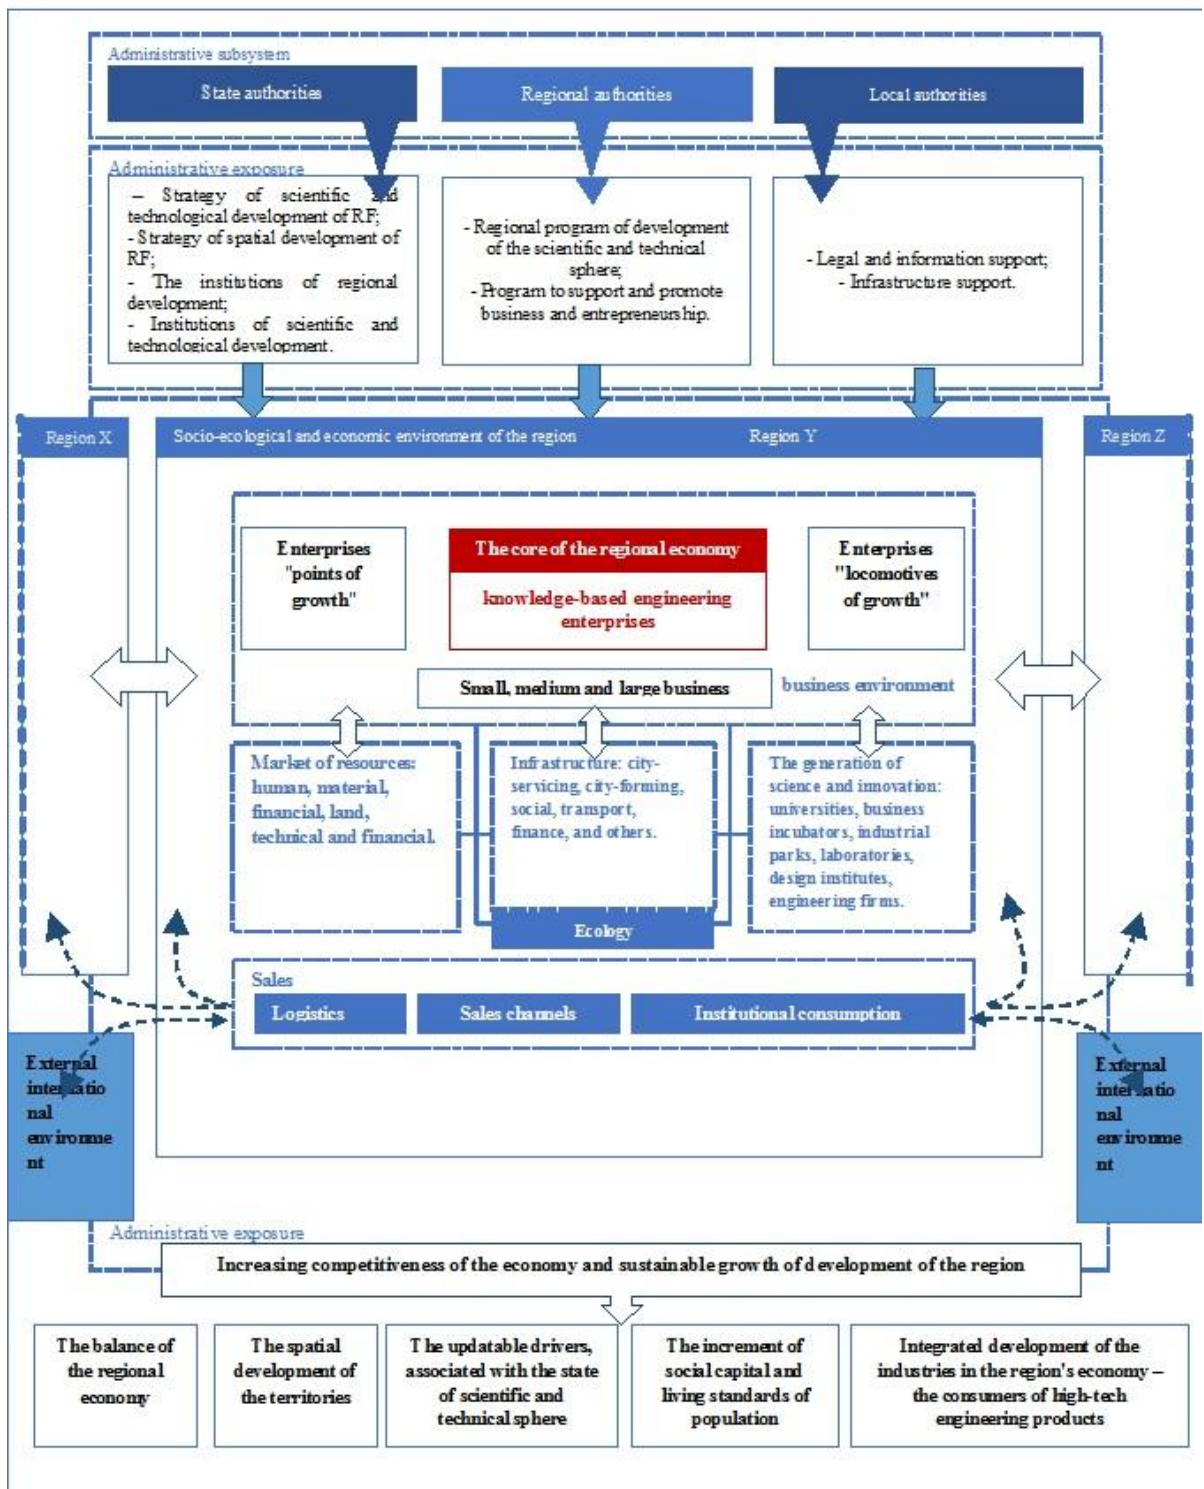 Administrative subsystem
State authorities
Regional authorities
Local authorities
Administrative exposure
– Strategy of scientific and
technological development of RF;
- Strategy of spatial development of
RF;
- The institutions of regional
development;
- Institutions of scientific and
technological development.
- Regional program of development
of the scientific and technical
sphere;
- Program to support and promote
business and entrepreneurship.
- Legal and information support;
- Infrastructure support.
Region X
Socio-ecological and economic environment of the region
Region Y
Region Z
Enterprises
"points of
growth"
The core of the regional economy
knowledge-based engineering
enterprises
Enterprises
"locomotives
of growth"
Small, medium and large business
business environment
Market of resources:
human, material,
financial, land,
technical and financial.
Infrastructure: city-
servicing, city-forming,
social, transport,
finance, and others.
The generation of
science and innovation:
universities, business
incubators, industrial
parks, laboratories,
design institutes,
engineering firms.
Ecology
Sales
Logistics
Sales channels
Institutional consumption
External
internatio
nal
environme
nt
External
internatio
nal
environme
nt
Administrative exposure
Increasing competitiveness of the economy and sustainable growth of development of the region
The balance of
the regional
economy
The spatial
development of
the territories
The updatable drivers,
associated with the state
of scientific and
technical sphere
The increment of
social capital and
living standards of
population
Integrated development of the
industries in the region's economy –
the consumers of high-tech
engineering products